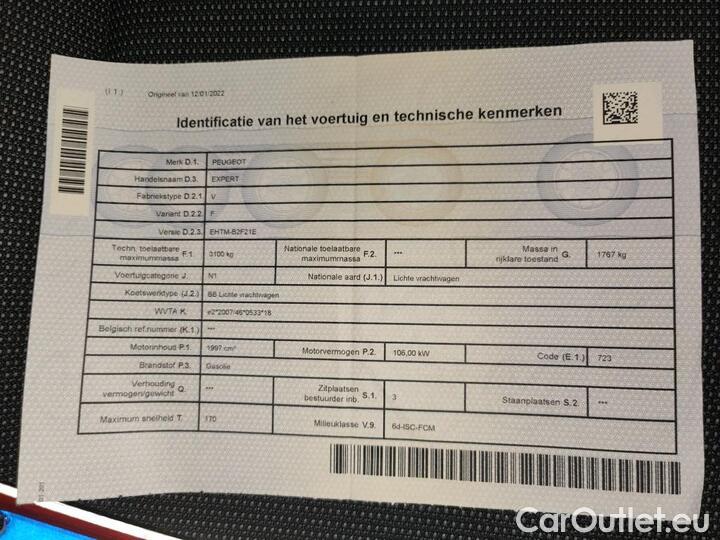 (I.1.) Origineel van 12/01/2022
Identificatie van het voertuig en technische kenmerken
Merk D.1. PEUGEOT
Handelsnaam D.3. EXPERT
Fabriekstype D.2.1. V
Variant D.2.2. F
Versie D.2.3. EHTM-B2F21E
Techn. toelaatbare maximummassa F.1. 3100 kg Nationale toelaatbare maximummassa F.2. *** Massa in rijklare toestand G. 1767 kg
Voertuigcategorie J. N1 Nationale aard (J.1.) Lichte vrachtwagen
Koetswerktype (J.2.) BB Lichte vrachtwagen
WVTA K. e2*2007/46*0533*18
Belgisch ref.nummer (K.1.) ***
Motorinhoud P.1. 1997 cm³ Motorvermogen P.2. 106,00 kW Code (E.1.) 723
Brandstof P.3. Gasolie
Verhouding vermogen/gewicht Q. *** Zitplaatsen bestuurder inb. S.1. 3 Staanplaatsen S.2. ***
Maximum snelheid T. 170 Milieuklasse V.9. 6d-ISC-FCM
CarOutlet.eu